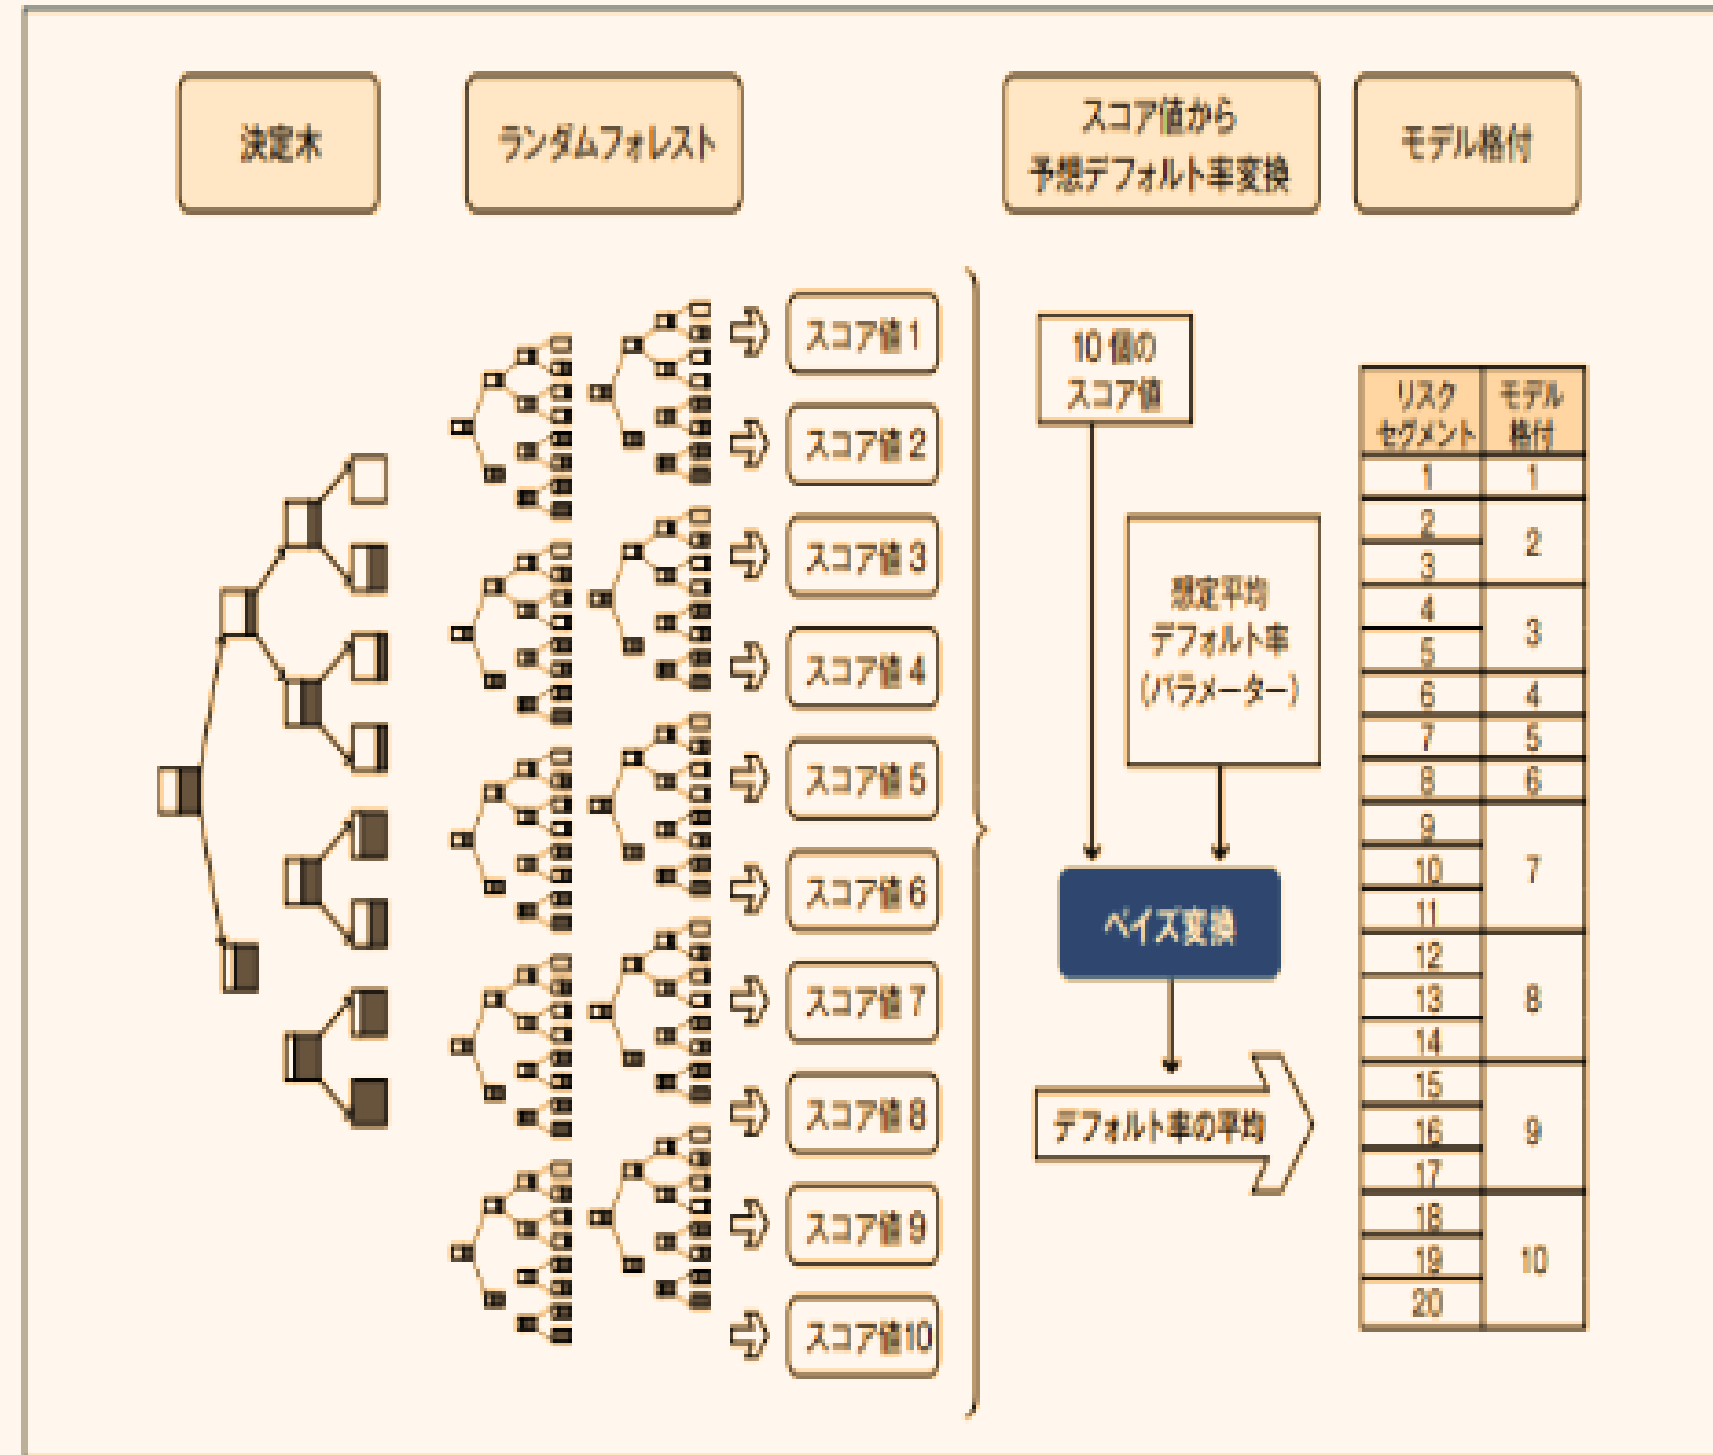 決定木
ランダムフォレスト
スコア値から
予想デフォルト率変換
モデル格付
スコア値1
スコア値2
スコア値3
スコア値4
スコア値5
スコア値6
スコア値7
スコア値8
スコア値9
スコア値10
10個の
スコア値
想定平均
デフォルト率
(パラメーター)
ベイズ変換
デフォルト率の平均
リスク
セグメント
モデル
格付
1 1
2
3
2
4
5
3
6 4
7 5
8 6
9
10
11
7
12
13
14
8
15
16
17
9
18
19
20
10